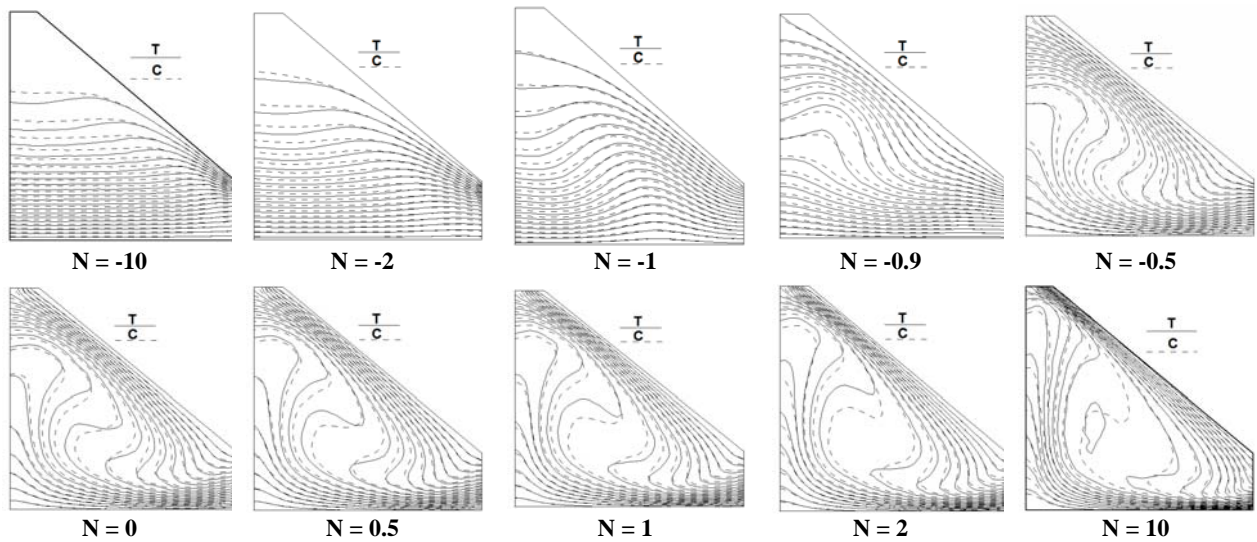 T
C
T
C
T
C
T
C
T
C
N = -10
N = -2
N = -1
N = -0.9
N = -0.5
T
C
T
C
T
C
T
C
T
C
N = 0
N = 0.5
N = 1
N = 2
N = 10